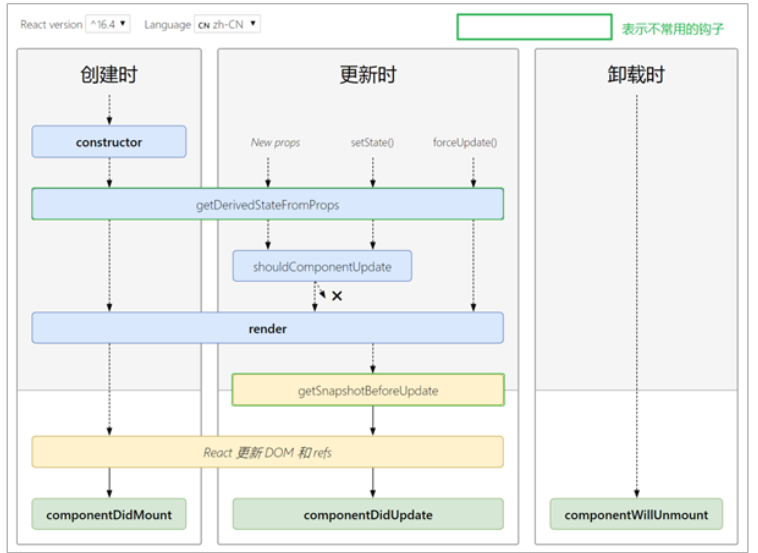 React version ^16.4 Language CN zh-CN
表示不常用的钩子
创建时 更新时 卸载时
constructor
New props setState() forceUpdate()
getDerivedStateFromProps
shouldComponentUpdate
render
getSnapshotBeforeUpdate
React 更新 DOM 和 refs
componentDidMount componentDidUpdate componentWillUnmount